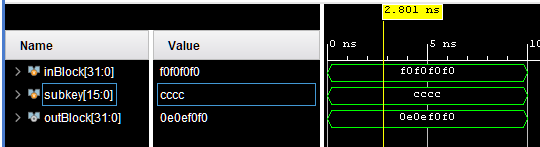 2.801 ns
Name Value 0 ns 5 ns 10
inBlock[31:0] f0f0f0f0 f0f0f0f0
subkey[15:0] cccc cccc
outBlock[31:0] 0e0ef0f0 0e0ef0f0